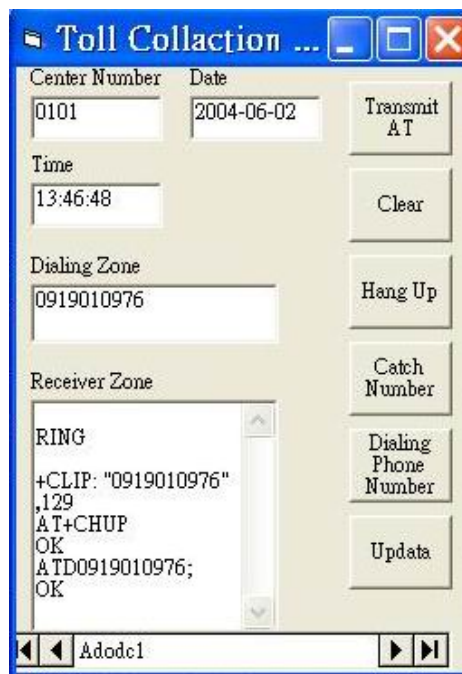 Toll Collaction ...
Center Number
Date
0101
2004-06-02
Transmit
AT
Time
13:46:48
Clear
Dialing Zone
0919010976
Hang Up
Catch
Number
Receiver Zone
RING
+CLIP: "0919010976"
,129
AT+CHUP
OK
ATD0919010976;
OK
Dialing
Phone
Number
Updata
Adodc1